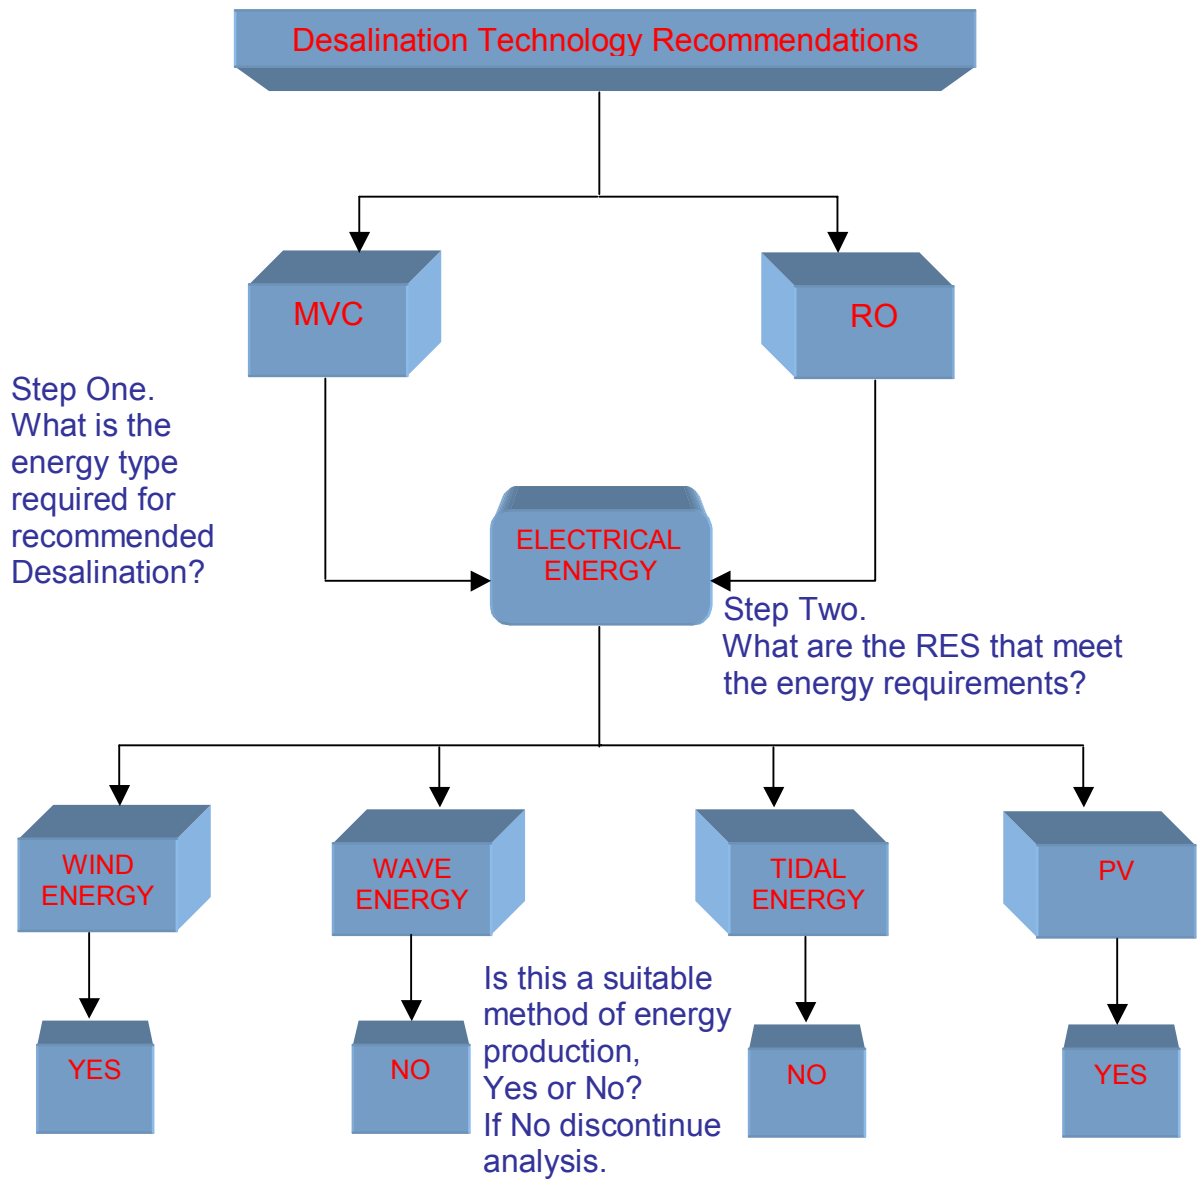 Desalination Technology Recommendations
MVC
RO
Step One.
What is the
energy type
required for
recommended
Desalination?
ELECTRICAL
ENERGY
Step Two.
What are the RES that meet
the energy requirements?
WIND
ENERGY
WAVE
ENERGY
TIDAL
ENERGY
PV
Is this a suitable
method of energy
production,
Yes or No?
If No discontinue
analysis.
YES
NO
NO
YES